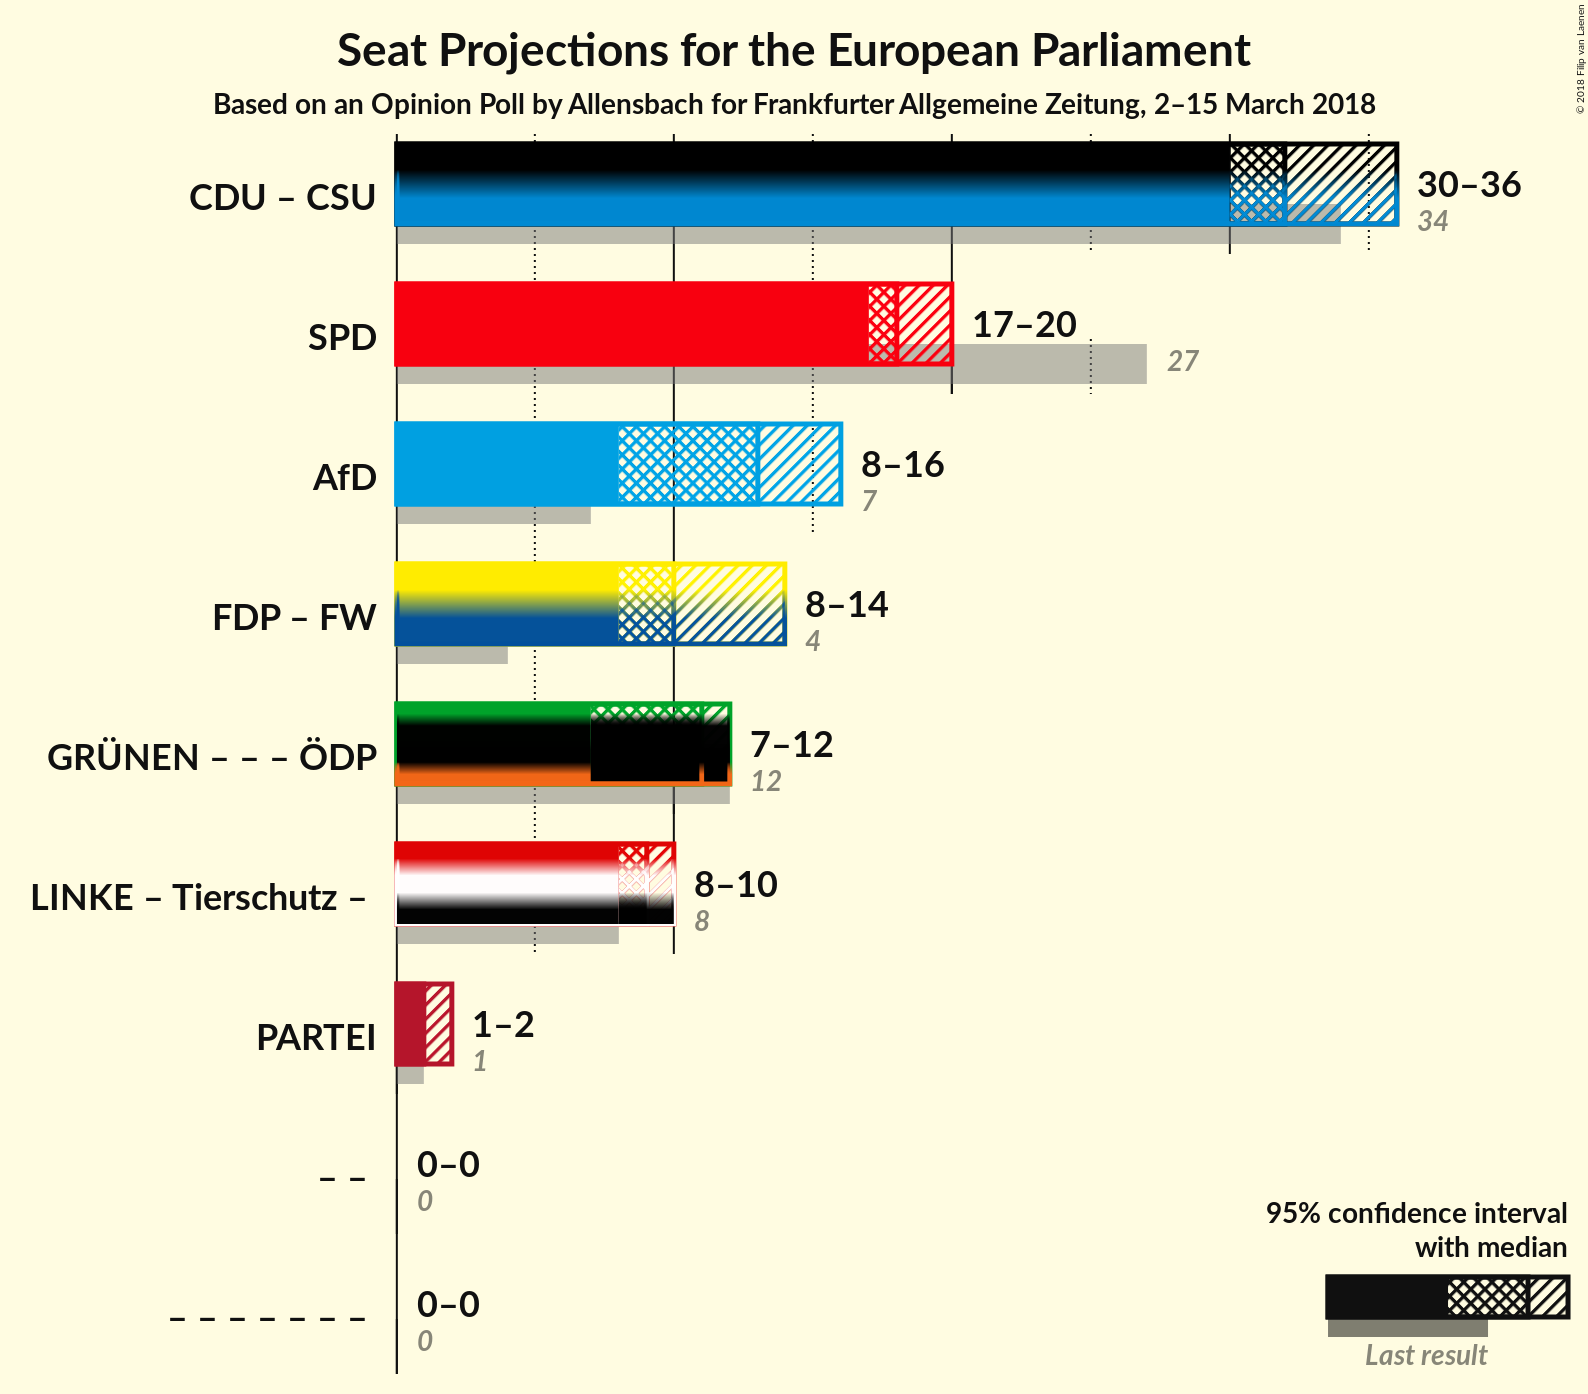 Seat Projections for the European Parliament
Based on an Opinion Poll by Allensbach for Frankfurter Allgemeine Zeitung, 2–15 March 2018
© 2018 Filip van Laenen
CDU – CSU
30–36
34
SPD
17–20
27
AfD
8–16
7
FDP – FW
8–14
4
GRÜNEN – – – ÖDP
7–12
12
LINKE – Tierschutz –
8–10
8
PARTEI
1–2
1
– –
0–0
0
– – – – – – –
0–0
0
95% confidence interval
with median
Last result